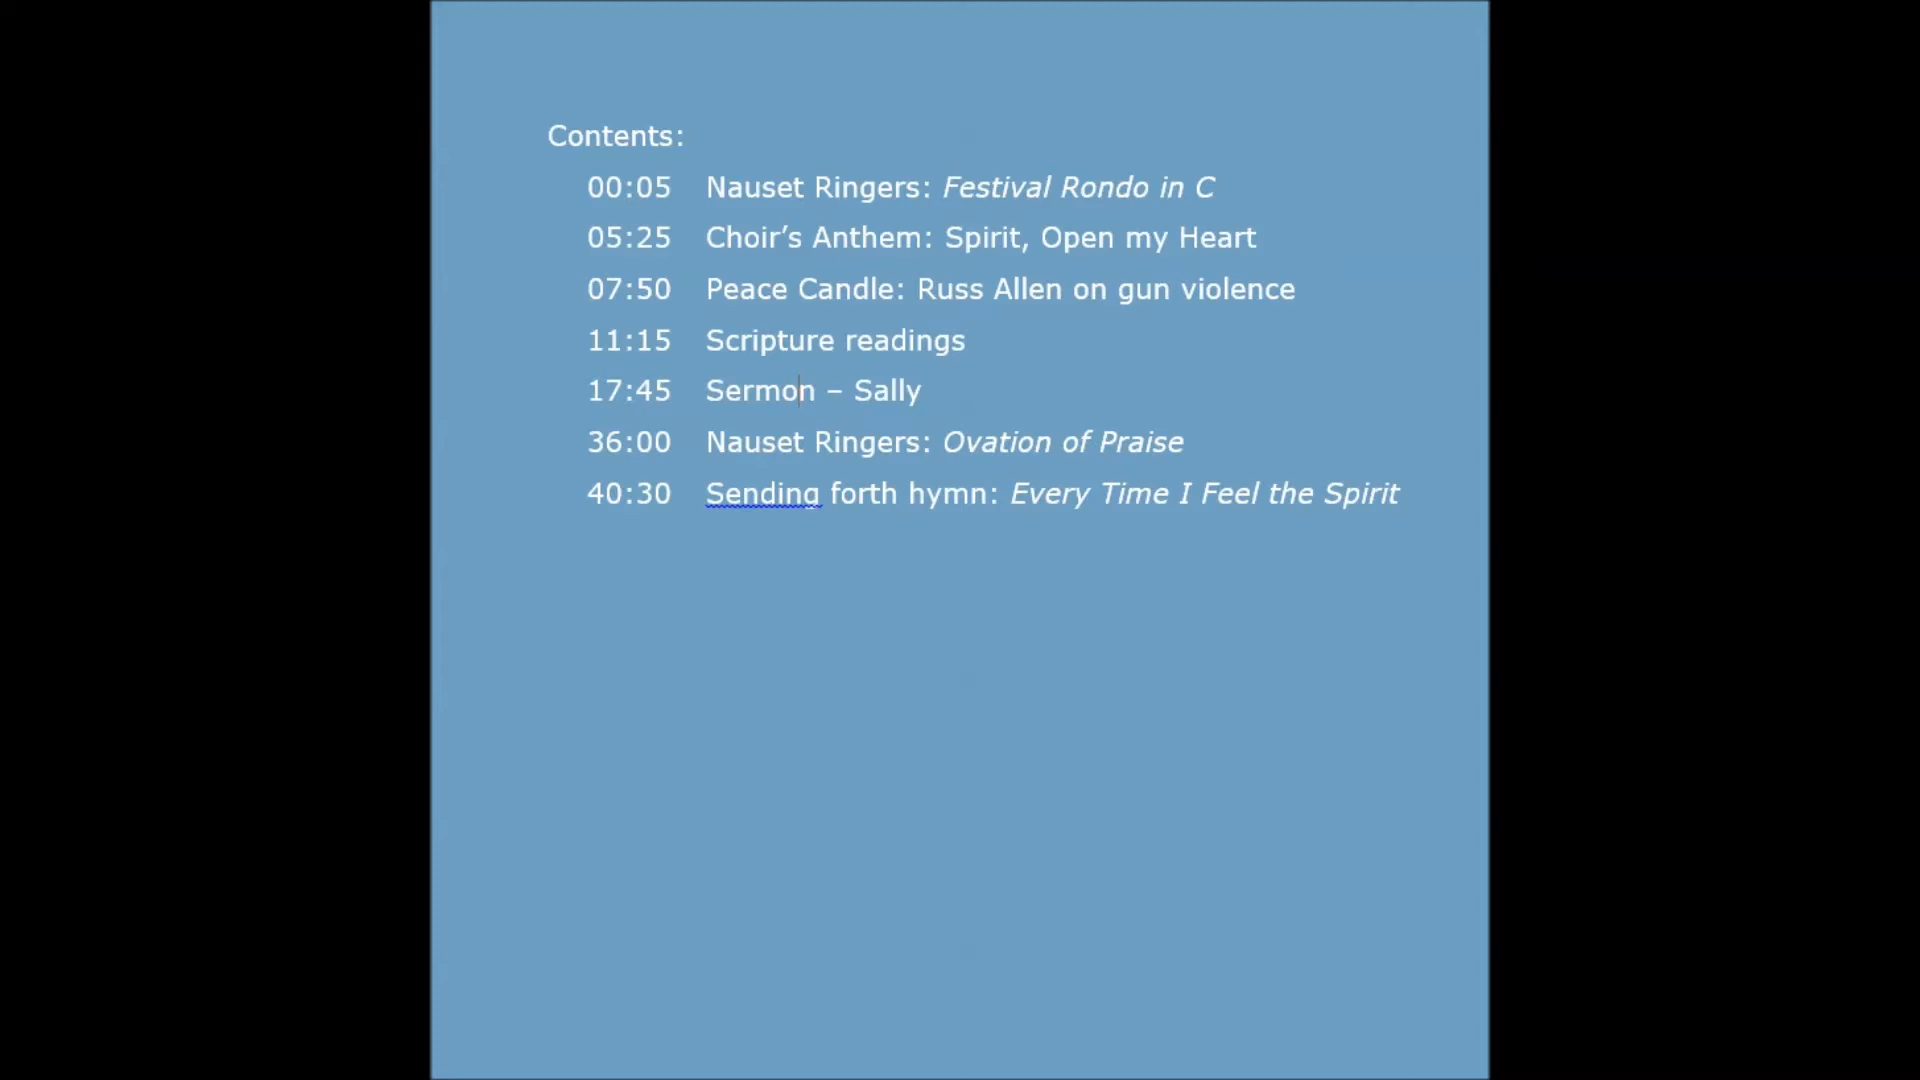 Contents:
00:05 Nauset Ringers: Festival Rondo in C
05:25 Choir’s Anthem: Spirit, Open my Heart
07:50 Peace Candle: Russ Allen on gun violence
11:15 Scripture readings
17:45 Sermon – Sally
36:00 Nauset Ringers: Ovation of Praise
40:30 Sending forth hymn: Every Time I Feel the Spirit